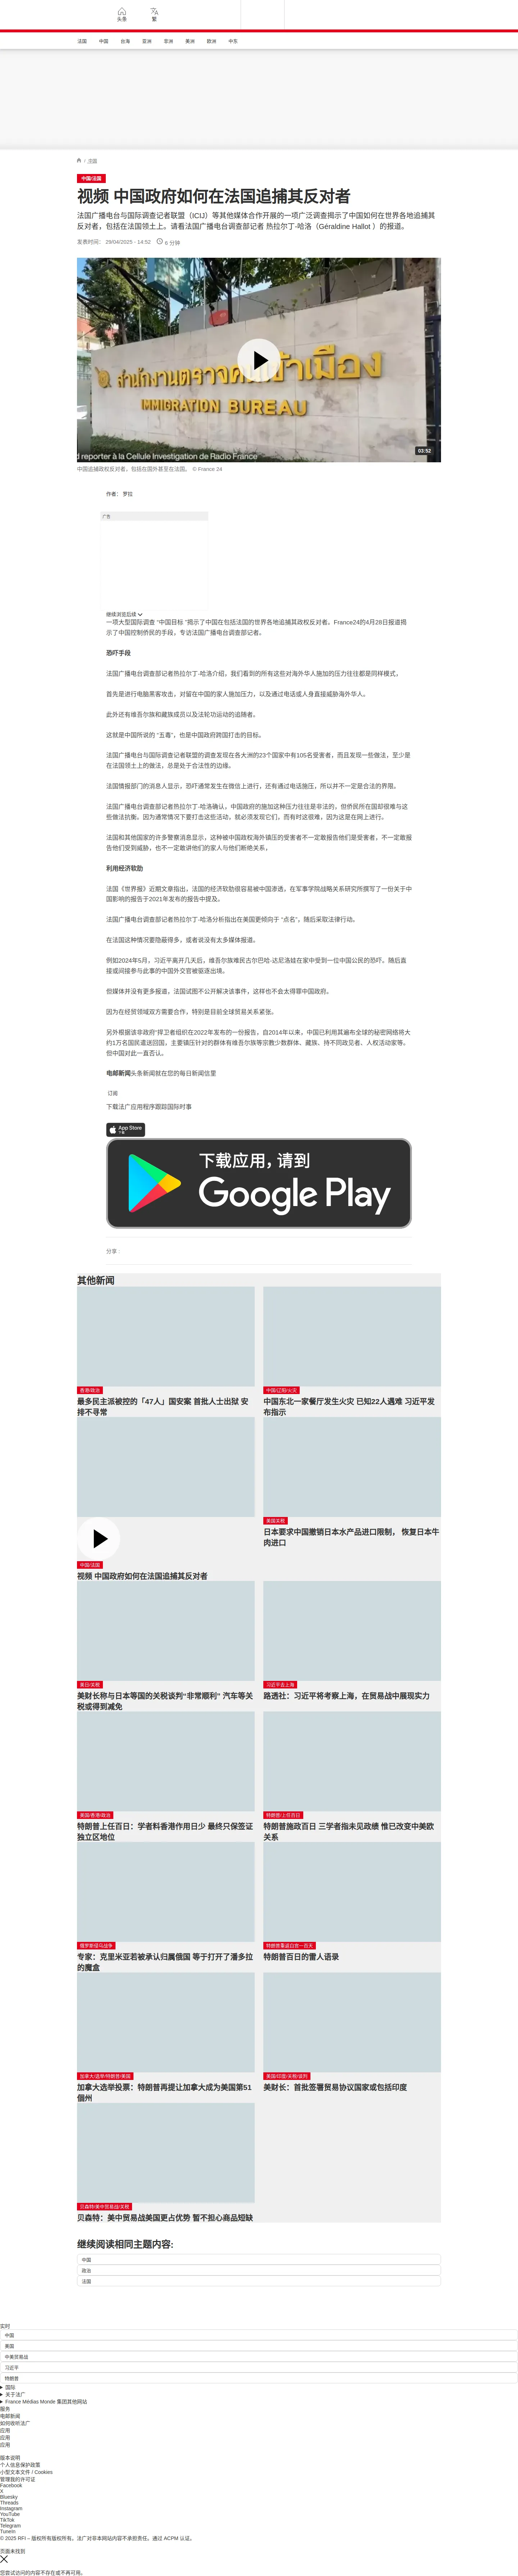 头条
繁
法国
中国
台海
亚洲
非洲
美洲
欧洲
中东
/ 中国
中国/法国
视频 中国政府如何在法国追捕其反对者
法国广播电台与国际调查记者联盟（ICIJ）等其他媒体合作开展的一项广泛调查揭示了中国如何在世界各地追捕其反对者，包括在法国领土上。请看法国广播电台调查部记者 热拉尔丁-哈洛（Géraldine Hallot ）的报道。
发表时间： 29/04/2025 - 14:52
6 分钟
สำนักงานตรวจคนเข้าเมือง
IMMIGRATION BUREAU
d reporter à la Cellule Investigation de Radio France
03:52
中国追捕政权反对者，包括在国外甚至在法国。 © France 24
作者： 罗拉
广告
继续浏览后续
一项大型国际调查 “中国目标 ”揭示了中国在包括法国的世界各地追捕其政权反对者。France24的4月28日报道揭示了中国控制侨民的手段，专访法国广播电台调查部记者。
恐吓手段
法国广播电台调查部记者热拉尔丁-哈洛介绍，我们看到的所有这些对海外华人施加的压力往往都是同样模式，
首先是进行电脑黑客攻击，对留在中国的家人施加压力，以及通过电话或人身直接威胁海外华人。
此外还有维吾尔族和藏族成员以及法轮功运动的追随者。
这就是中国所说的 “五毒”，也是中国政府跨国打击的目标。
法国广播电台与国际调查记者联盟的调查发现在各大洲的23个国家中有105名受害者，而且发现一些做法，至少是在法国领土上的做法，总是处于合法性的边缘。
法国情报部门的消息人显示，恐吓通常发生在微信上进行，还有通过电话施压，所以并不一定是合法的界限。
法国广播电台调查部记者热拉尔丁-哈洛确认，中国政府的施加这种压力往往是非法的，但侨民所在国却很难与这些做法抗衡。因为通常情况下要打击这些活动，就必须发现它们，而有时这很难，因为这是在网上进行。
法国和其他国家的许多警察消息显示，这种被中国政权海外镇压的受害者不一定敢报告他们是受害者，不一定敢报告他们受到威胁，也不一定敢讲他们的家人与他们断绝关系，
利用经济软肋
法国《世界报》近期文章指出，法国的经济软肋很容易被中国渗透，在军事学院战略关系研究所撰写了一份关于中国影响的报告于2021年发布的报告中提及。
法国广播电台调查部记者热拉尔丁-哈洛分析指出在美国更倾向于 “点名”，随后采取法律行动。
在法国这种情况要隐蔽得多，或者说没有太多媒体报道。
例如2024年5月，习近平离开几天后，维吾尔族难民古尔巴哈-达尼洛娃在家中受到一位中国公民的恐吓，随后直接或间接参与此事的中国外交官被驱逐出境。
但媒体并没有更多报道，法国试图不公开解决该事件，这样也不会太得罪中国政府。
因为在经贸领域双方需要合作，特别是目前全球贸易关系紧张。
另外根据该非政府“捍卫者组织在2022年发布的一份报告，自2014年以来，中国已利用其遍布全球的秘密网络将大约1万名国民遣送回国，主要镇压针对的群体有维吾尔族等宗教少数群体、藏族、持不同政见者、人权活动家等。但中国对此一直否认。
电邮新闻头条新闻就在您的每日新闻信里
订阅
下载法广应用程序跟踪国际时事
App Store
下载应用，请到
Google Play
分享 :
其他新闻
香港/政治
最多民主派被控的「47人」国安案 首批人士出狱 安排不寻常
中国/辽阳/火灾
中国东北一家餐厅发生火灾 已知22人遇难 习近平发布指示
中国/法国
视频 中国政府如何在法国追捕其反对者
美国关税
日本要求中国撤销日本水产品进口限制， 恢复日本牛肉进口
美日/关税
美财长称与日本等国的关税谈判“非常顺利” 汽车等关税或得到减免
习近平去上海
路透社：习近平将考察上海，在贸易战中展现实力
美国/香港/政治
特朗普上任百日：学者料香港作用日少 最终只保签证独立区地位
特朗普/上任百日
特朗普施政百日 三学者指未见政绩 惟已改变中美欧关系
俄罗斯侵乌战争
专家：克里米亚若被承认归属俄国 等于打开了潘多拉的魔盒
特朗普重返白宫一百天
特朗普百日的雷人语录
加拿大/选举/特朗普/美国
加拿大选举投票：特朗普再提让加拿大成为美国第51個州
美国/印度/关税/谈判
美财长：首批签署贸易协议国家或包括印度
贝森特/美中贸易战/关税
贝森特：美中贸易战美国更占优势 暂不担心商品短缺
继续阅读相同主题内容:
中国
政治
法国
实时
中国
美国
中美贸易战
习近平
特朗普
国际
关于法广
France Médias Monde 集团其他网站
服务
电邮新闻
如何收听法广
应用
应用
应用
版本说明
个人信息保护政策
小型文本文件 / Cookies
管理我的许可证
Facebook
X
Bluesky
Threads
Instagram
YouTube
TikTok
Telegram
TuneIn
© 2025 RFI – 版权所有版权所有。法广对非本网站内容不承担责任。通过 ACPM 认证。
页面未找到
您尝试访问的内容不存在或不再可用。